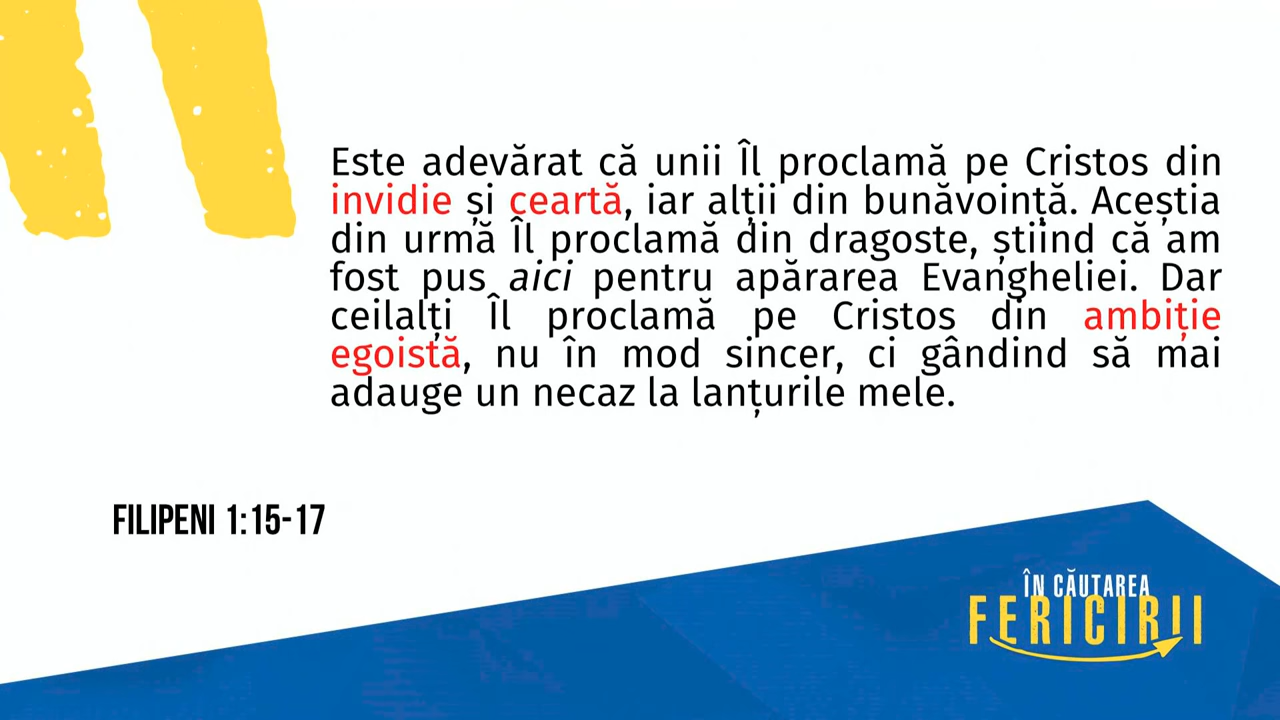 Este adevărat că unii Îl proclamă pe Cristos din
invidie și ceartă, iar alții din bunăvoință. Aceștia
din urmă Îl proclamă din dragoste, știind că am
fost pus aici pentru apărarea Evangheliei. Dar
ceilalți Îl proclamă pe Cristos din ambiție
egoistă, nu în mod sincer, ci gândind să mai
adauge un necaz la lanțurile mele.
FILIPENI 1:15-17
ÎN CĂUTAREA
FERICIRII